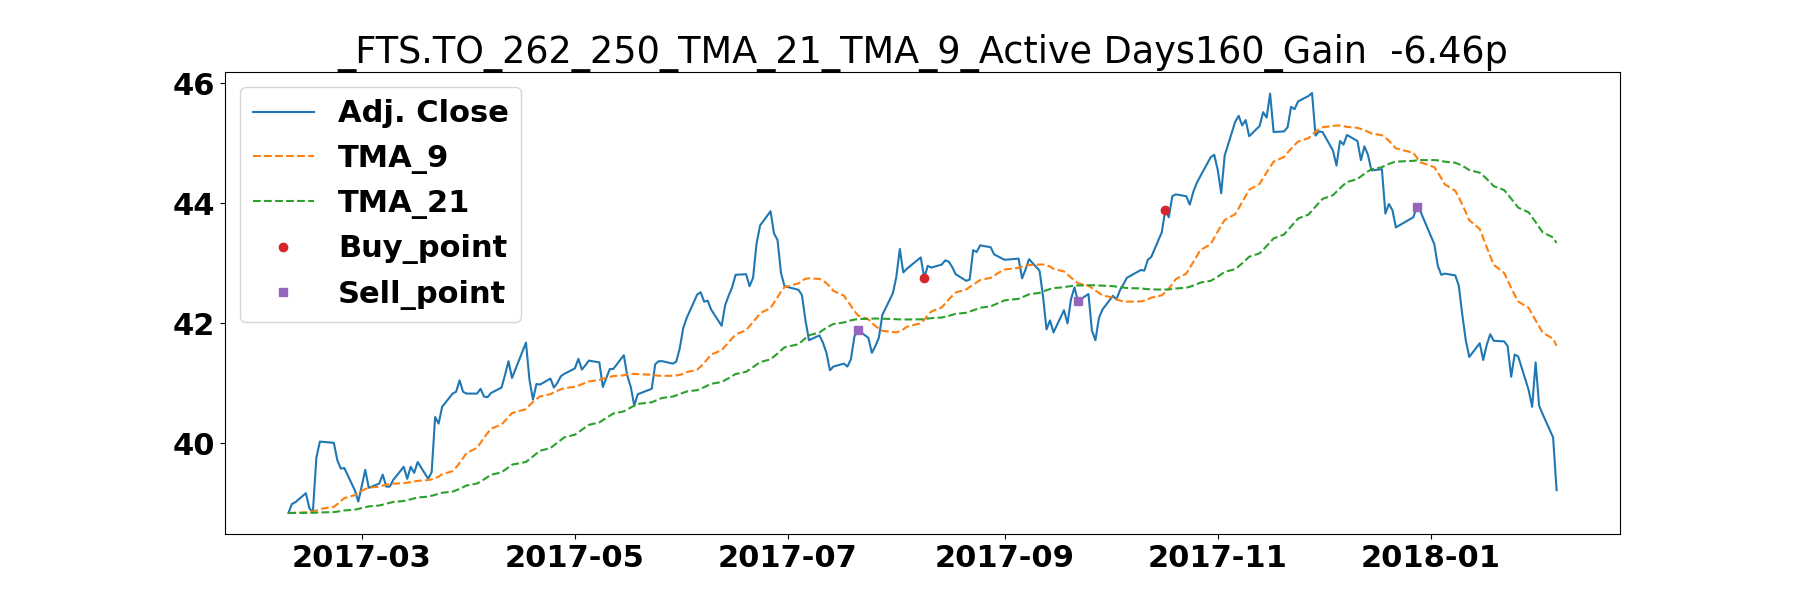 _FTS.TO_262_250_TMA_21_TMA_9_Active Days160_Gain  -6.46p
46
44
42
40
Adj. Close
TMA_9
TMA_21
Buy_point
Sell_point
2017-03 2017-05 2017-07 2017-09 2017-11 2018-01